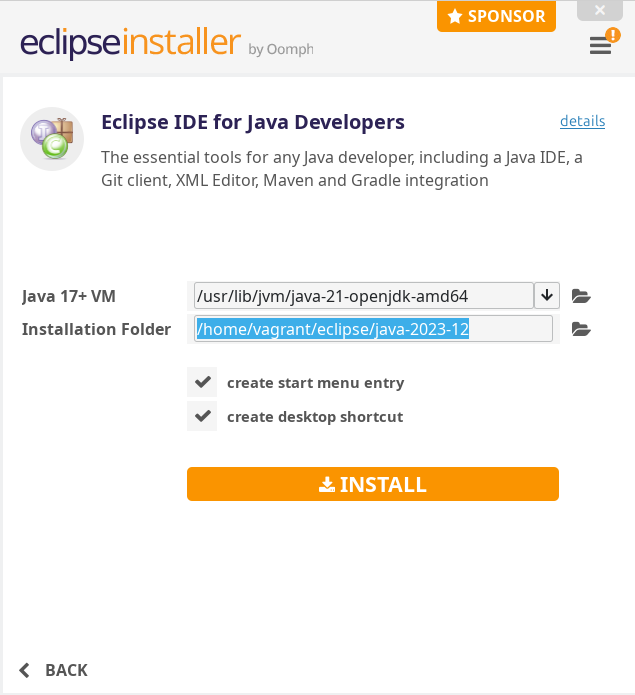 SPONSOR
eclipseinstaller by Oomph
Eclipse IDE for Java Developers details
The essential tools for any Java developer, including a Java IDE, a
Git client, XML Editor, Maven and Gradle integration
Java 17+ VM /usr/lib/jvm/java-21-openjdk-amd64
Installation Folder /home/vagrant/eclipse/java-2023-12
create start menu entry
create desktop shortcut
INSTALL
BACK